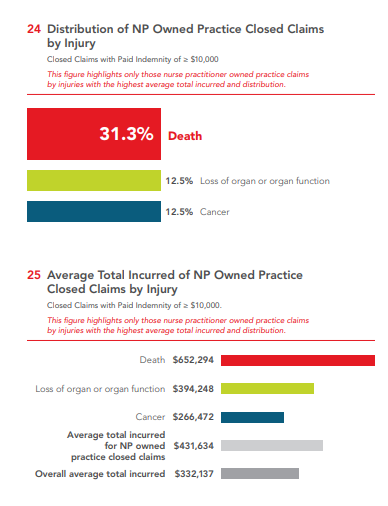 24 Distribution of NP Owned Practice Closed Claims
by Injury
Closed Claims with Paid Indemnity of ≥ $10,000
This figure highlights only those nurse practitioner owned practice claims
by injuries with the highest average total incurred and distribution.
31.3% Death
12.5% Loss of organ or organ function
12.5% Cancer
25 Average Total Incurred of NP Owned Practice
Closed Claims by Injury
Closed Claims with Paid Indemnity of ≥ $10,000.
This figure highlights only those nurse practitioner owned practice claims
by injuries with the highest average total incurred and distribution.
Death $652,294
Loss of organ or organ function $394,248
Cancer $266,472
Average total incurred
for NP owned $431,634
practice closed claims
Overall average total incurred $332,137